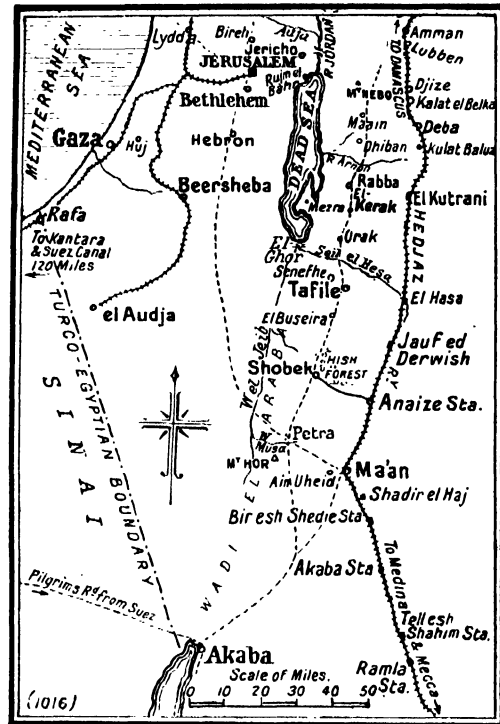 MEDITERRANEAN
SEA
Lydda
Bireh
Auja
Jericho
JERUSALEM
Rujm el
Bahr
R JORDAN
Bethlehem
DEAD SEA
Mt NEBO
TO DAMASCUS
Amman
Lubben
Djize
Kalat el Belka
Deba
Kulat Balua
Gaza
Huj
Hebron
Maain
Dhiban
R Arnon
Beersheba
Rabba
El-
Kerak
Mezra
El Kutrani
Rafa
To Kantara
& Suez Canal
120 Miles
El-
Ghor
Urak
Seil el Hesa
Senefhe
Tafile
HEDJAZ RY
El Hasa
el Audja
El Buseira
TURCO-EGYPTIAN BOUNDARY
SINAI
Wel Jeib
WADI EL ARABA
Shobek
HISH
FOREST
Jauf ed
Derwish
Anaize Sta.
Petra
W.
Musa
Mt HOR
Ain Uheid
Ma'an
Shadir el Haj
Bir esh Shedie Sta
Akaba Sta
Pilgrims Rd from Suez
To Medina & Mecca
Tellesh
Shahim Sta.
Akaba
Ramla
Sta.
Scale of Miles.
0 10 20 30 40 50
(1016)